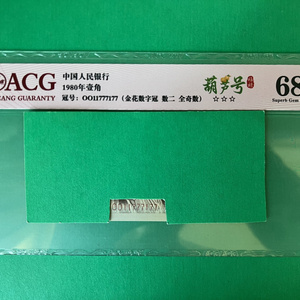 ACG
ANG GUARANTY
中国人民银行
1980年壹角
冠号：OO11777177（金花数字冠 数二 全奇数）
葫芦号
68
Superb Gem
OO11777177